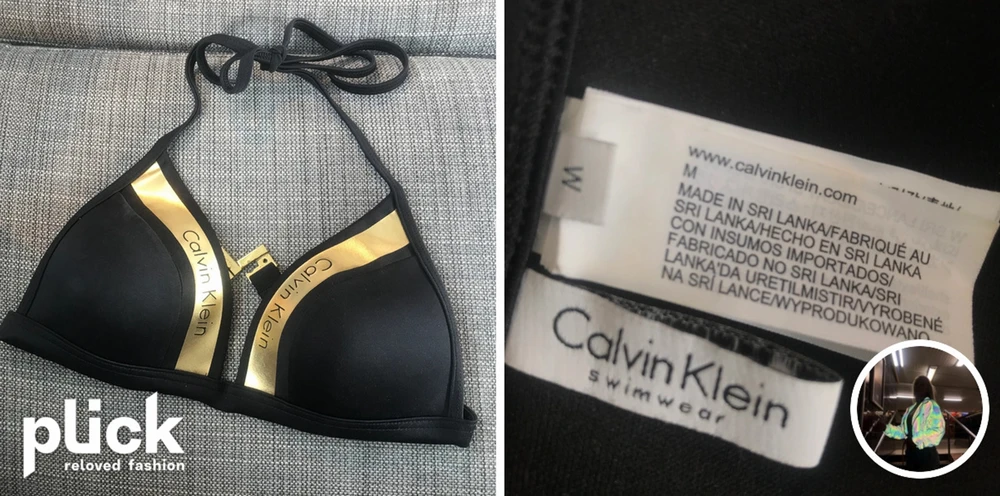 Calvin Klein
Calvin Klein
plick
reloved fashion
www.calvinklein.com
M
MADE IN SRI LANKA/FABRIQUÉ AU
SRI LANKA/HECHO EN SRI LANKA
CON INSUMOS IMPORTADOS/
FABRICADO NO SRI LANKA/SRI
LANKA'DA URETILMISTIR/VYROBENÉ
NA SRÍ LANCE/WYPRODUKOWANO
M
Calvin Klein
swimwear